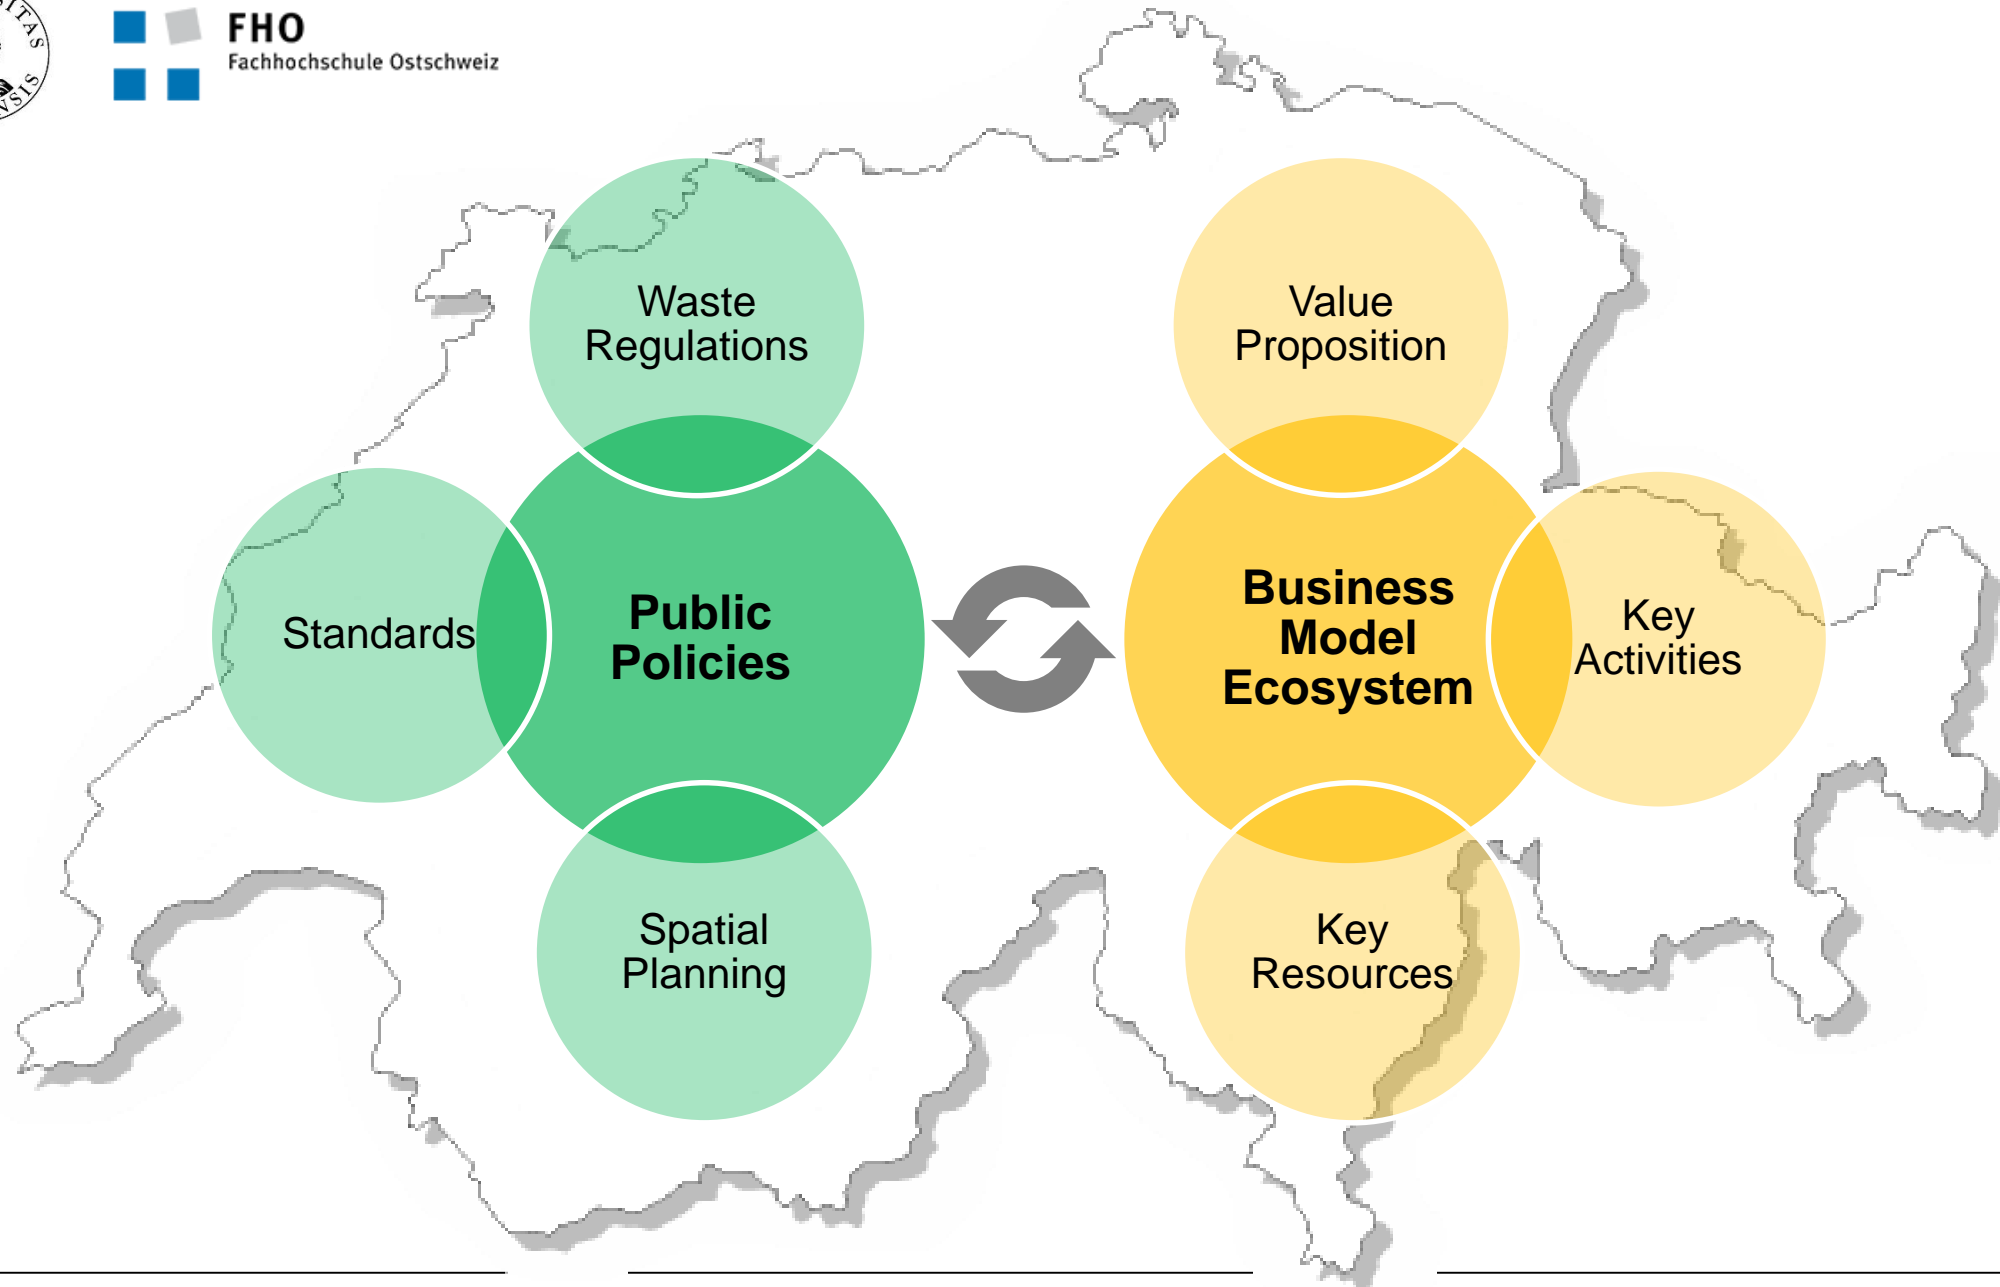 FHO
Fachhochschule Ostschweiz
Waste
Regulations
Value
Proposition
Standards
Public
Policies
Business
Model
Ecosystem
Key
Activities
Spatial
Planning
Key
Resources